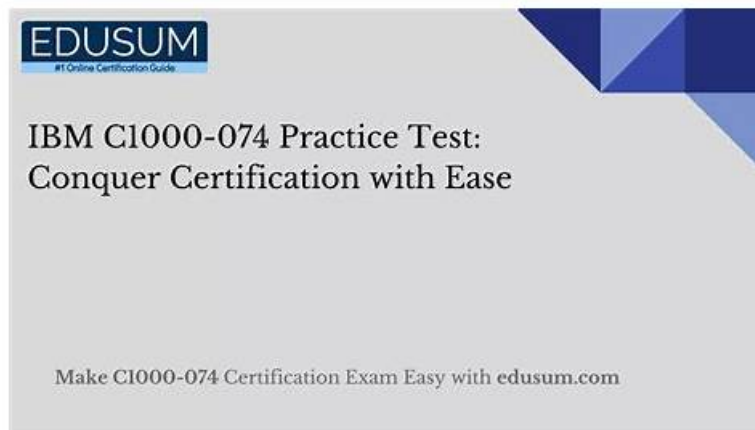 EDUSUM
#1 Online Certification Guide
IBM C1000-074 Practice Test:
Conquer Certification with Ease
Make C1000-074 Certification Exam Easy with edusum.com